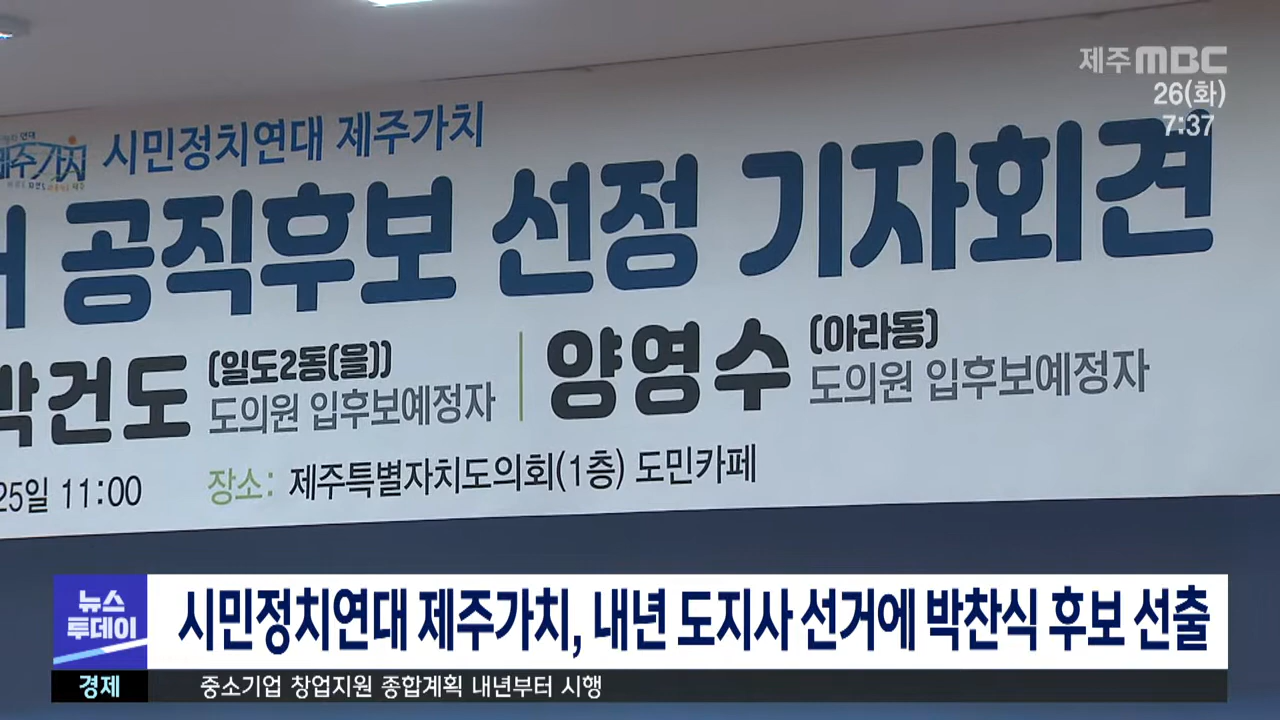 제주MBC
26(화)
7:37
제주가치 시민정치연대 제주가치
공직후보 선정 기자회견
박건도 (일도2동(을)) 도의원 입후보예정자
양영수 (아라동) 도의원 입후보예정자
25일 11:00 장소: 제주특별자치도의회(1층) 도민카페
뉴스 투데이
시민정치연대 제주가치, 내년 도지사 선거에 박찬식 후보 선출
경제 중소기업 창업지원 종합계획 내년부터 시행